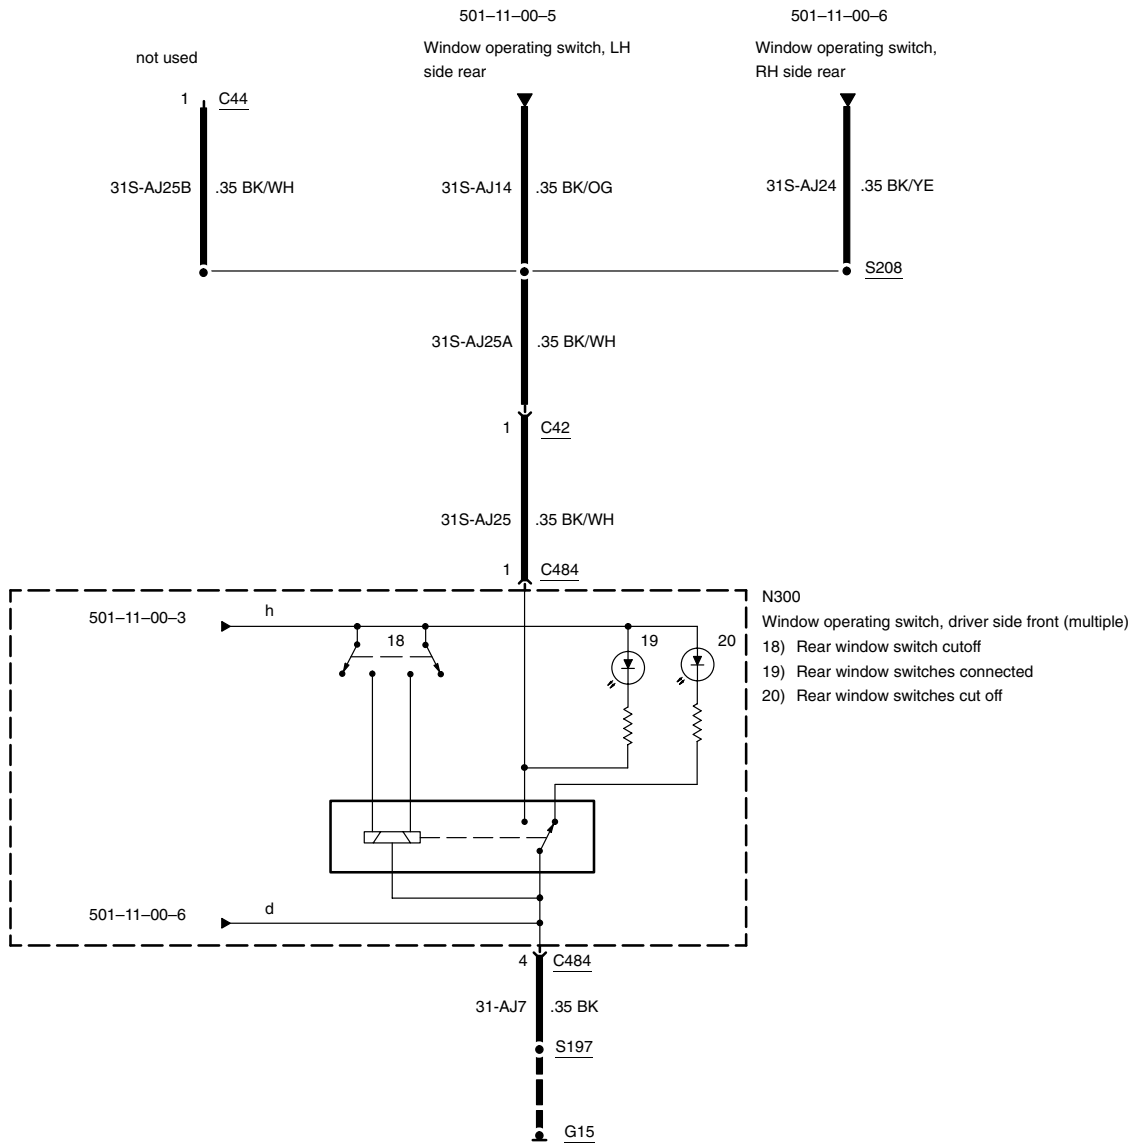 501–11–00–5
501–11–00–6
Window operating switch, LH
side rear
Window operating switch,
RH side rear
not used
1 C44
31S-AJ25B .35 BK/WH
31S-AJ14 .35 BK/OG
31S-AJ24 .35 BK/YE
S208
31S-AJ25A .35 BK/WH
1 C42
31S-AJ25 .35 BK/WH
1 C484
501–11–00–3 h
18
19
20
N300
Window operating switch, driver side front (multiple)
18) Rear window switch cutoff
19) Rear window switches connected
20) Rear window switches cut off
501–11–00–6 d
4 C484
31-AJ7 .35 BK
S197
G15